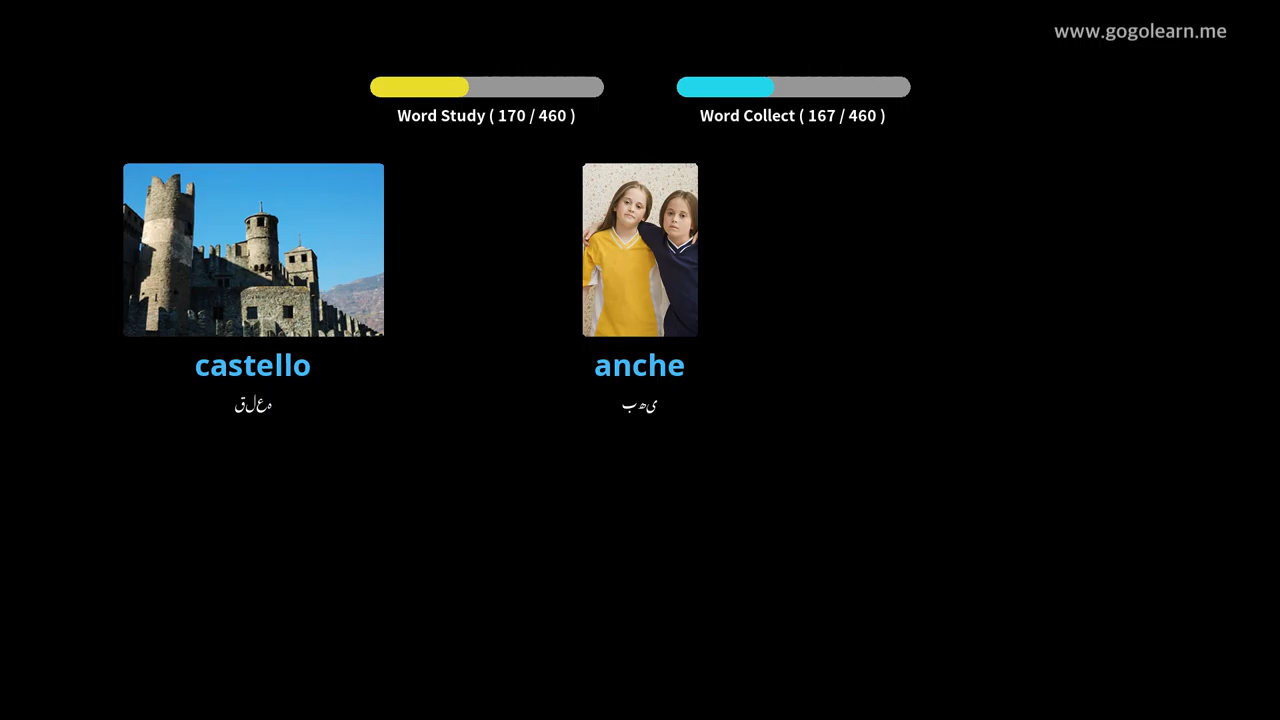 www.gogolearn.me
Word Study ( 170 / 460 )
Word Collect ( 167 / 460 )
castello
قلعہ
anche
بھی